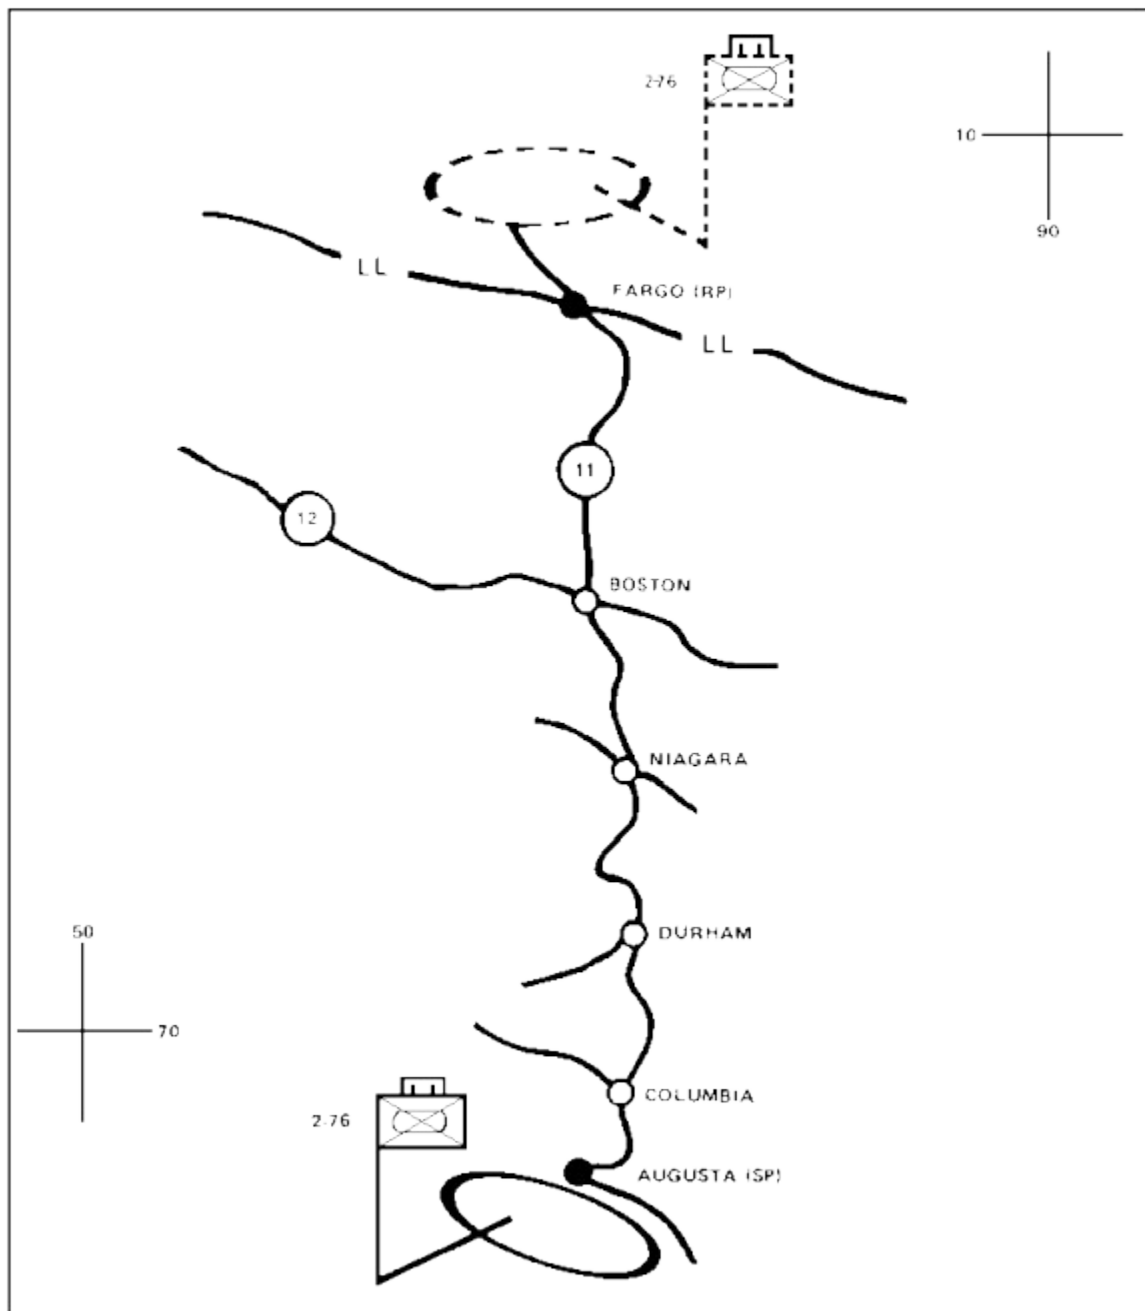 2-76
10
90
LL
FARGO (RP)
LL
11
12
BOSTON
NIAGARA
50
DURHAM
70
2-76
COLUMBIA
AUGUSTA (SP)